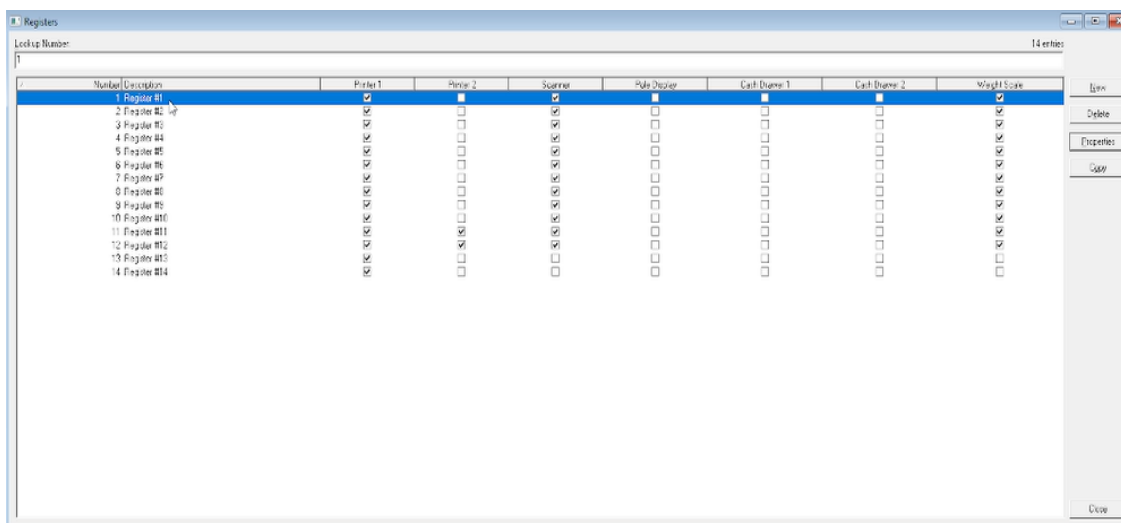 Registers
Lookup Number
14 entries
1
Number Description Printer 1 Printer 2 Scanner Pole Display Cash Drawer 1 Cash Drawer 2 Weight Scale
1 Register #1
2 Register #2
3 Register #3
4 Register #4
5 Register #5
6 Register #6
7 Register #7
8 Register #8
9 Register #9
10 Register #10
11 Register #11
12 Register #12
13 Register #13
14 Register #14
New
Delete
Properties
Copy
Close